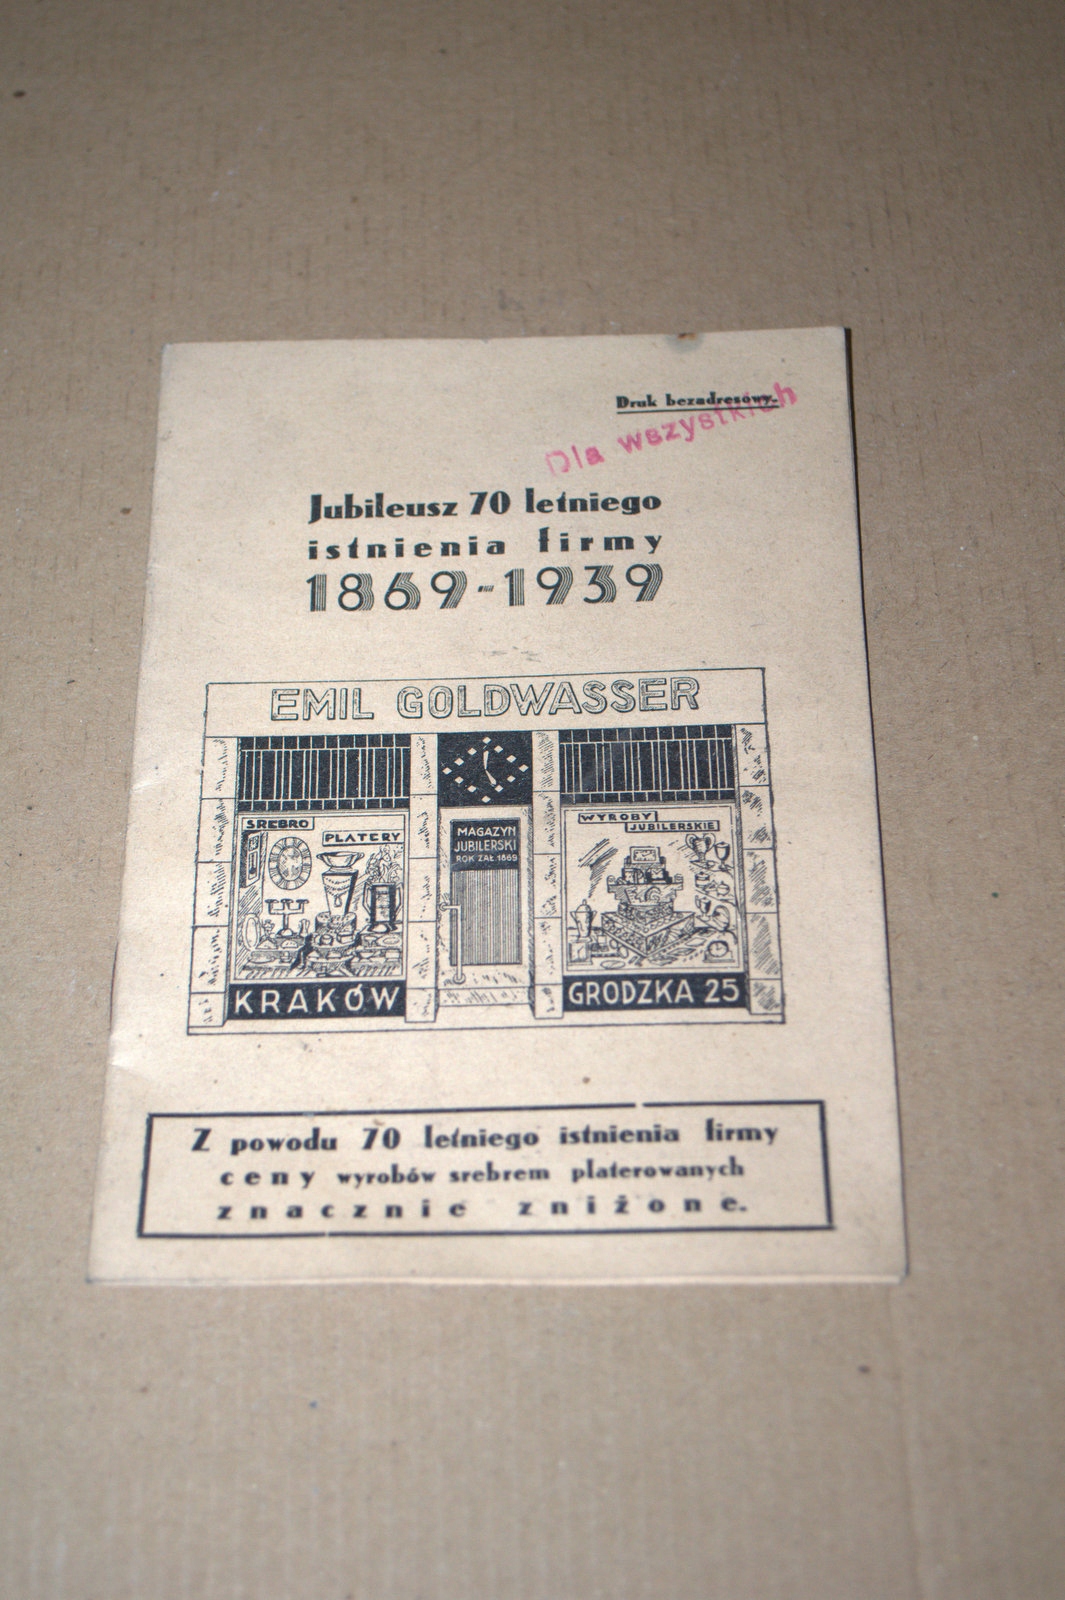 Druk bezadresowy.
Dla wszystkich
Jubileusz 70 letniego
istnienia firmy
1869-1939
EMIL GOLDWASSER
SREBRO
PLATERY
MAGAZYN
JUBILERSKI
ROK ZAŁ. 1869
WYROBY
JUBILERSKIE
KRAKÓW
GRODZKA 25
Z powodu 70 letniego istnienia firmy
ceny wyrobów srebrem platerowanych
znacznie zniżone.